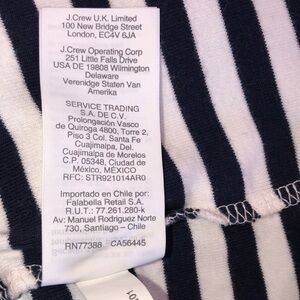 J.Crew U.K. Limited
100 New Bridge Street
London, EC4V 6JA
J.Crew Operating Corp
251 Little Falls Drive
USA DE 19808 Wilmington
Delaware
Verenidge Staten Van
Amerika
SERVICE TRADING
S.A. DE C.V.
Prolongación Vasco
de Quiroga 4800, Torre 2,
Piso 3 Col. Santa Fe
Cuajimalpa, Del.
Cuajimalpa de Morelos
C.P. 05348, Ciudad de
México, MÉXICO
RFC: STR921014AR0
Importado en Chile por:
Falabella Retail S.A.
R.U.T.: 77.261.280-k
Av: Manuel Rodriguez Norte
730, Santiago – Chile
RN77388 CA56445